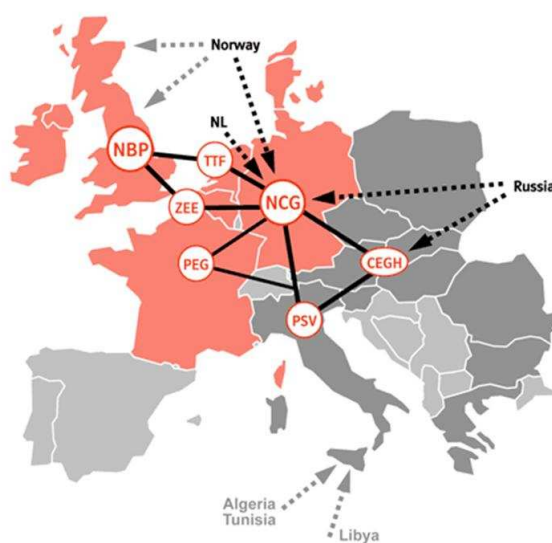 Norway
NL
NBP
TTF
ZEE
NCG
Russia
PEG
CEGH
PSV
Algeria
Tunisia
Libya